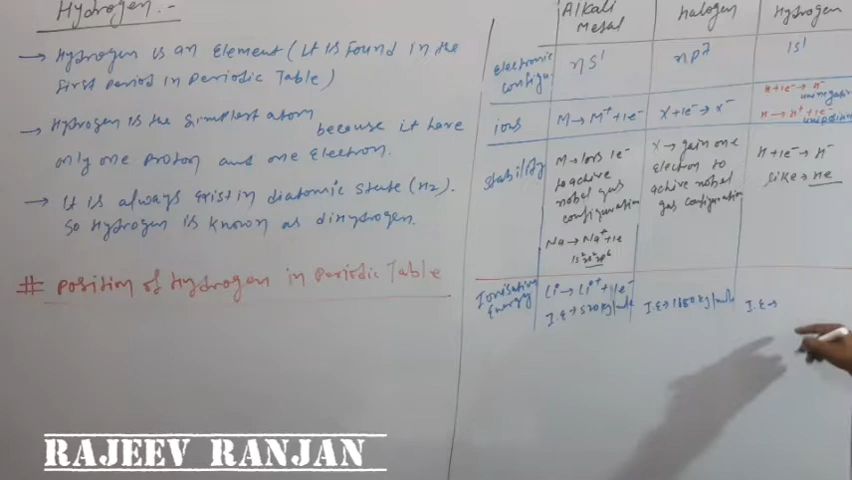 Hydrogen :-
→ Hydrogen is an Element (It is found in the
first period in periodic Table)
→ Hydrogen is the simplest atom
because it have
only one proton and one Electron.
→ It is always exist in diatomic state (H2).
so Hydrogen is known as diHydrogen.
# position of Hydrogen in periodic Table
Alkali Metal
halogen
Hydrogen
Electronic configu
ns¹
np⁷
1s¹
ions
M → M⁺ + 1e⁻
X + 1e⁻ → X⁻
H + 1e⁻ → H⁻
uninegativ
H → H⁺ + 1e⁻
unipositiv
Stability
M → loss 1e⁻
to achive
nobel gas
configuration
Na → Na⁺ + 1e
1s²2s²2p⁶
X → gain one
electron to
achive nobel
gas configuration
H + 1e⁻ → H⁻
like → He
Ionisation Energy
Li → Li⁺ + 1e⁻
I.E → 520 KJ/mole
I.E → 1680 KJ/mole
I.E →
RAJEEV RANJAN